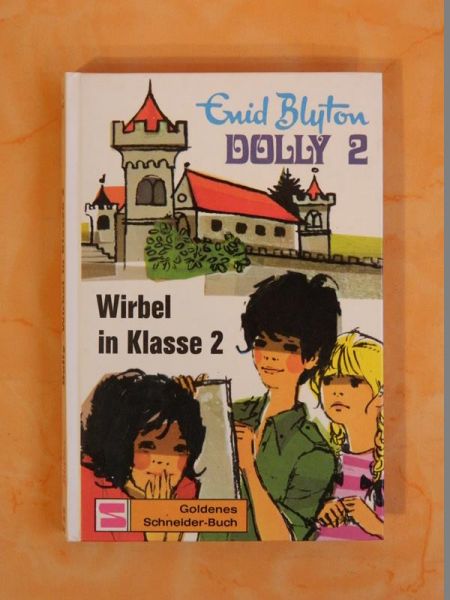 Enid Blyton
DOLLY 2
Wirbel
in Klasse 2
Goldenes
Schneider-Buch